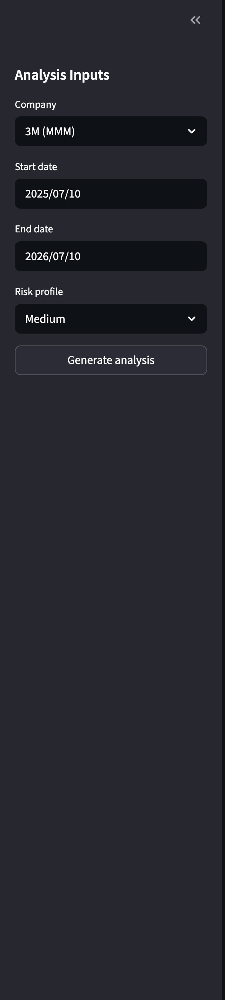 Analysis Inputs
Company
3M (MMM)
Start date
2025/07/10
End date
2026/07/10
Risk profile
Medium
Generate analysis